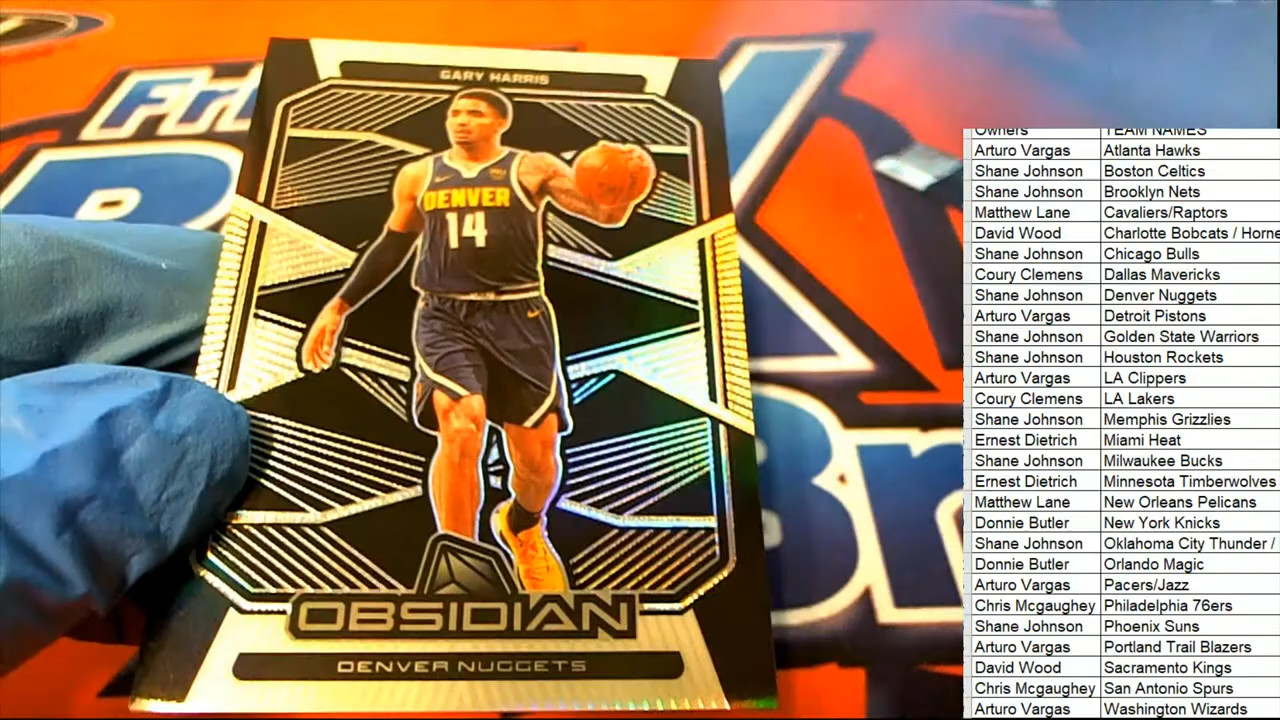 GARY HARRIS
DENVER
14
OBSIDIAN
DENVER NUGGETS
Owners TEAM NAMES
Arturo Vargas Atlanta Hawks
Shane Johnson Boston Celtics
Shane Johnson Brooklyn Nets
Matthew Lane Cavaliers/Raptors
David Wood Charlotte Bobcats / Horne
Shane Johnson Chicago Bulls
Coury Clemens Dallas Mavericks
Shane Johnson Denver Nuggets
Arturo Vargas Detroit Pistons
Shane Johnson Golden State Warriors
Shane Johnson Houston Rockets
Arturo Vargas LA Clippers
Coury Clemens LA Lakers
Shane Johnson Memphis Grizzlies
Ernest Dietrich Miami Heat
Shane Johnson Milwaukee Bucks
Ernest Dietrich Minnesota Timberwolves
Matthew Lane New Orleans Pelicans
Donnie Butler New York Knicks
Shane Johnson Oklahoma City Thunder /
Donnie Butler Orlando Magic
Arturo Vargas Pacers/Jazz
Chris Mcgaughey Philadelphia 76ers
Shane Johnson Phoenix Suns
Arturo Vargas Portland Trail Blazers
David Wood Sacramento Kings
Chris Mcgaughey San Antonio Spurs
Arturo Vargas Washington Wizards